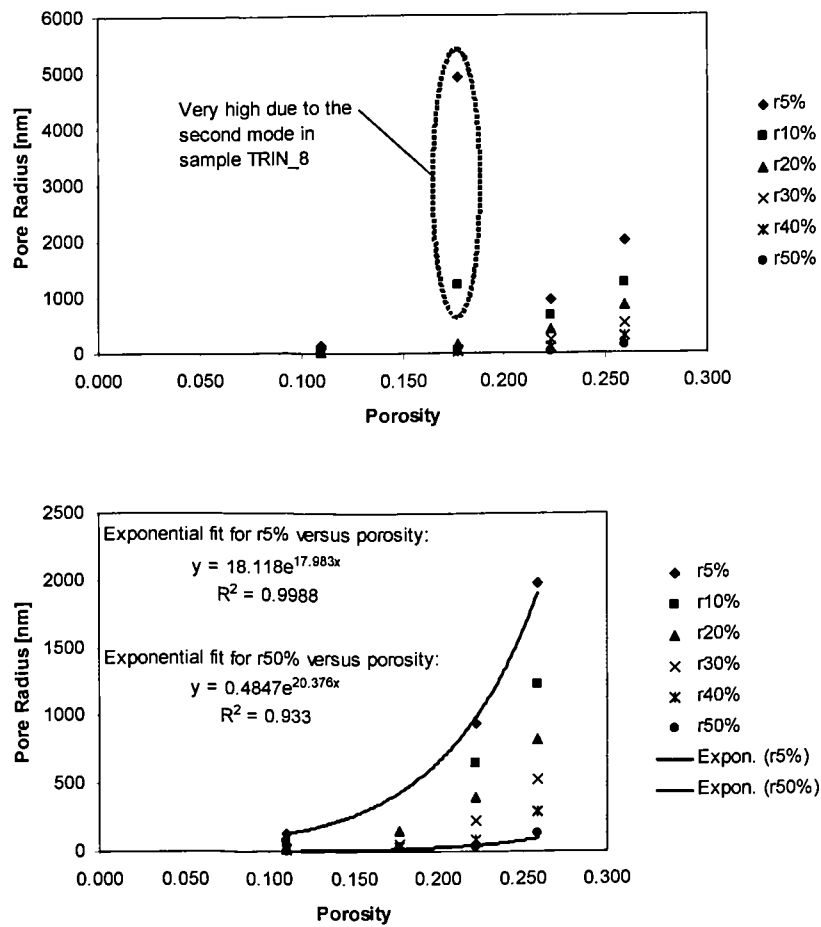 6000
5000
4000
3000
2000
1000
0
Pore Radius [nm]
Very high due to the
second mode in
sample TRIN_8
0.000 0.050 0.100 0.150 0.200 0.250 0.300
Porosity
r5%
r10%
r20%
r30%
r40%
r50%
2500
2000
1500
1000
500
0
Pore Radius [nm]
Exponential fit for r5% versus porosity:
y = 18.118e^17.983x
R² = 0.9988
Exponential fit for r50% versus porosity:
y = 0.4847e^20.376x
R² = 0.933
0.000 0.050 0.100 0.150 0.200 0.250 0.300
Porosity
r5%
r10%
r20%
r30%
r40%
r50%
Expon. (r5%)
Expon. (r50%)